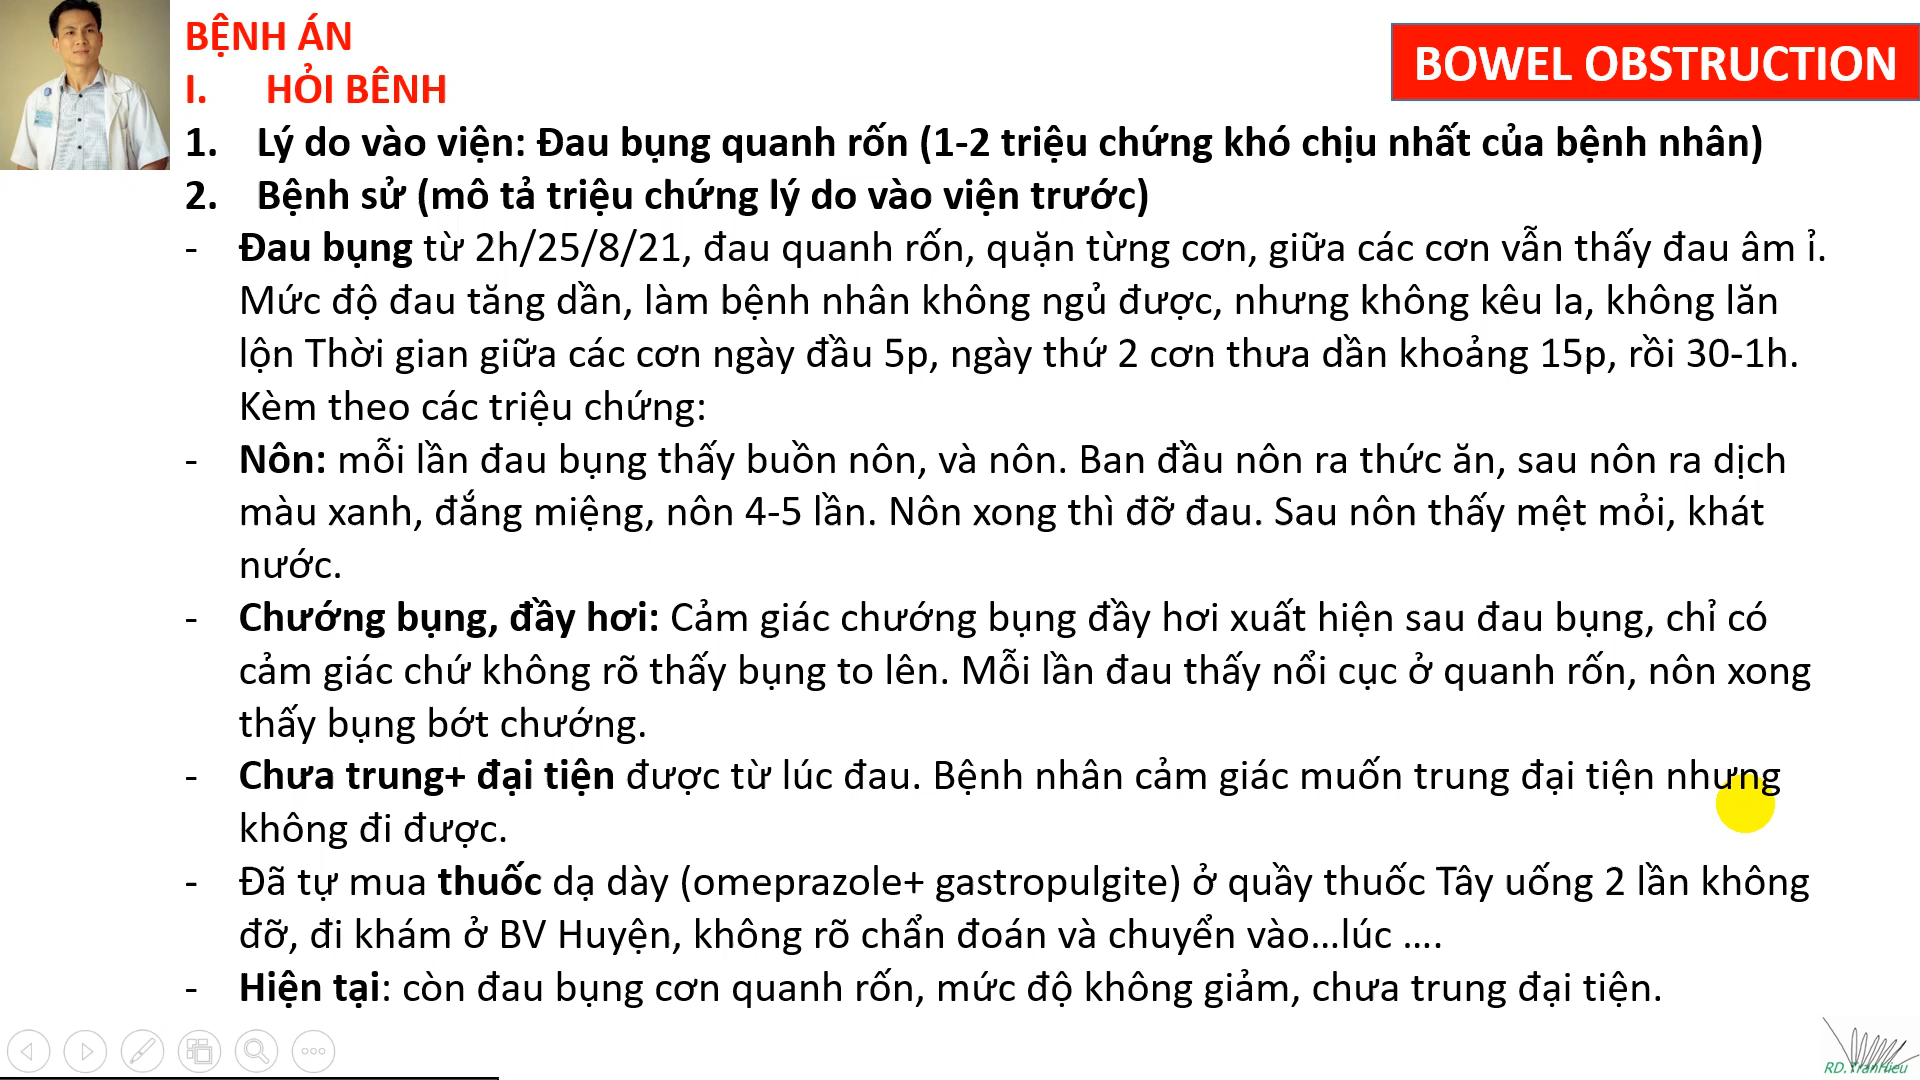 BỆNH ÁN
BOWEL OBSTRUCTION
I. HỎI BÊNH
1. Lý do vào viện: Đau bụng quanh rốn (1-2 triệu chứng khó chịu nhất của bệnh nhân)
2. Bệnh sử (mô tả triệu chứng lý do vào viện trước)
- Đau bụng từ 2h/25/8/21, đau quanh rốn, quặn từng cơn, giữa các cơn vẫn thấy đau âm ỉ.
Mức độ đau tăng dần, làm bệnh nhân không ngủ được, nhưng không kêu la, không lăn
lộn Thời gian giữa các cơn ngày đầu 5p, ngày thứ 2 cơn thưa dần khoảng 15p, rồi 30-1h.
Kèm theo các triệu chứng:
- Nôn: mỗi lần đau bụng thấy buồn nôn, và nôn. Ban đầu nôn ra thức ăn, sau nôn ra dịch
màu xanh, đắng miệng, nôn 4-5 lần. Nôn xong thì đỡ đau. Sau nôn thấy mệt mỏi, khát
nước.
- Chướng bụng, đầy hơi: Cảm giác chướng bụng đầy hơi xuất hiện sau đau bụng, chỉ có
cảm giác chứ không rõ thấy bụng to lên. Mỗi lần đau thấy nổi cục ở quanh rốn, nôn xong
thấy bụng bớt chướng.
- Chưa trung+ đại tiện được từ lúc đau. Bệnh nhân cảm giác muốn trung đại tiện nhưng
không đi được.
- Đã tự mua thuốc dạ dày (omeprazole+ gastropulgite) ở quầy thuốc Tây uống 2 lần không
đỡ, đi khám ở BV Huyện, không rõ chẩn đoán và chuyển vào...lúc ....
- Hiện tại: còn đau bụng cơn quanh rốn, mức độ không giảm, chưa trung đại tiện.
RD.TranHieu